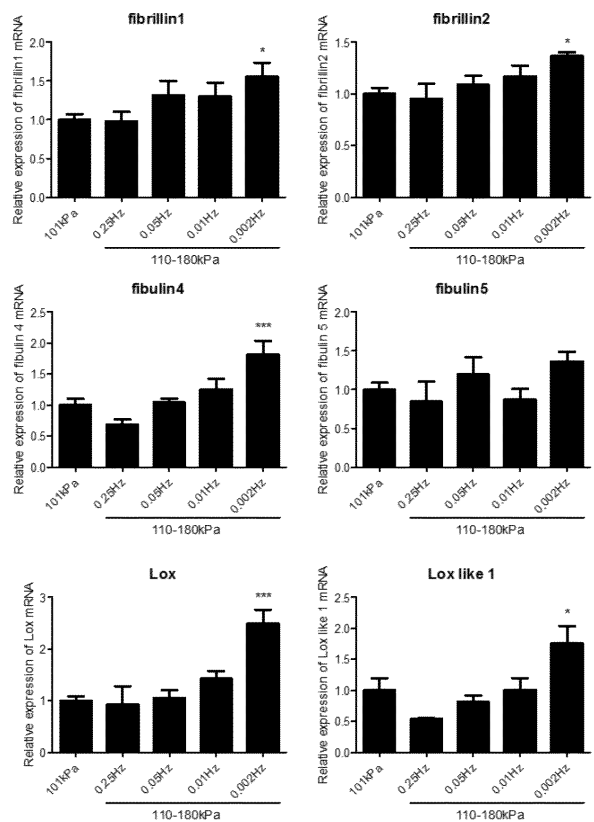 fibrillin1
Relative expression of fibrillin1 mRNA
2.0
1.5
1.0
0.5
0.0
*
101kPa
0.25Hz
0.05Hz
0.01Hz
0.002Hz
110-180kPa
fibrillin2
Relative expression of fibrillin2 mRNA
1.5
1.0
0.5
0.0
*
101kPa
0.25Hz
0.05Hz
0.01Hz
0.002Hz
110-180kPa
fibulin4
Relative expression of fibulin 4 mRNA
2.5
2.0
1.5
1.0
0.5
0.0
***
101kPa
0.25Hz
0.05Hz
0.01Hz
0.002Hz
110-180kPa
fibulin5
Relative expression of fibulin 5 mRNA
2.0
1.5
1.0
0.5
0.0
101kPa
0.25Hz
0.05Hz
0.01Hz
0.002Hz
110-180kPa
Lox
Relative expression of Lox mRNA
3
2
1
0
***
101kPa
0.25Hz
0.05Hz
0.01Hz
0.002Hz
110-180kPa
Lox like 1
Relative expression of Lox like 1 mRNA
2.5
2.0
1.5
1.0
0.5
0.0
*
101kPa
0.25Hz
0.05Hz
0.01Hz
0.002Hz
110-180kPa